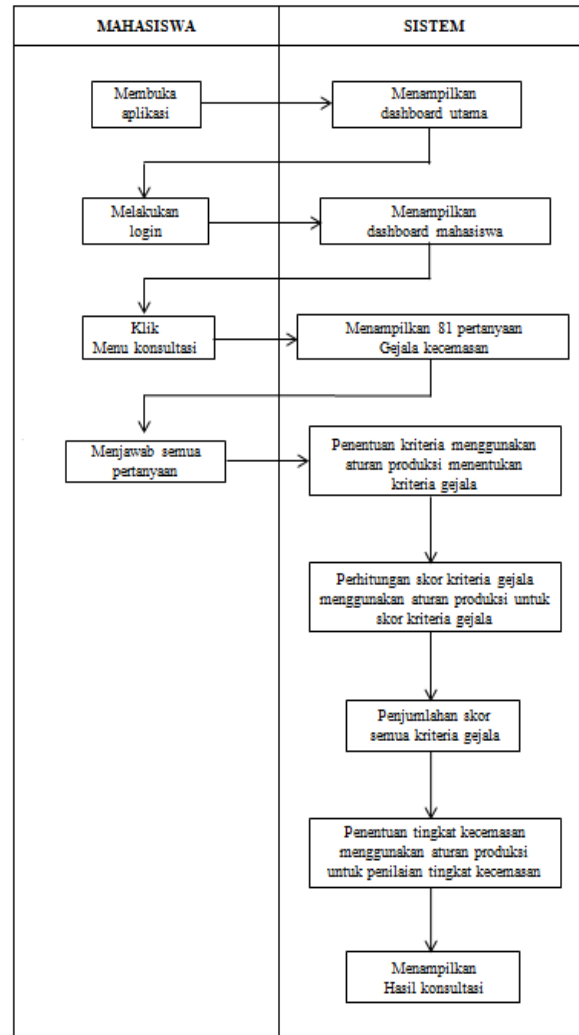 MAHASISWA
SISTEM
Membuka
aplikasi
Menampilkan
dashboard utama
Melakukan
login
Menampilkan
dashboard mahasiswa
Klik
Menu konsultasi
Menampilkan 81 pertanyaan
Gejala kecemasan
Menjawab semua
pertanyaan
Penentuan kriteria menggunakan
aturan produksi menentukan
kriteria gejala
Perhitungan skor kriteria gejala
menggunakan aturan produksi untuk
skor kriteria gejala
Penjumlahan skor
semua kriteria gejala
Penentuan tingkat kecemasan
menggunakan aturan produksi
untuk penilaian tingkat kecemasan
Menampilkan
Hasil konsultasi